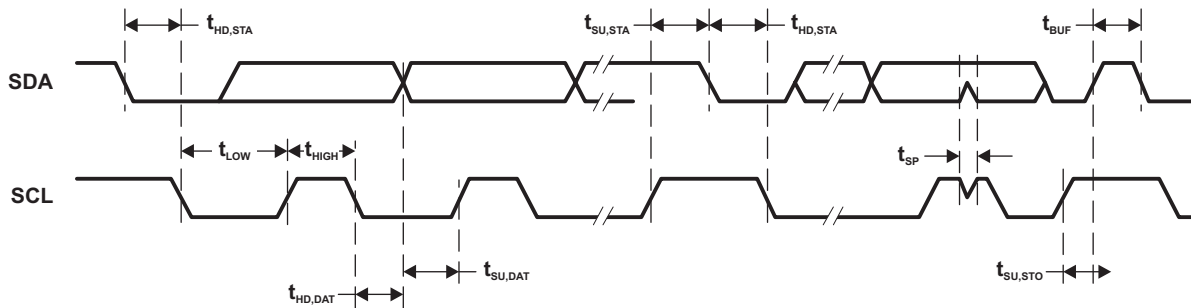 tHD,STA
tSU,STA
tHD,STA
tBUF
SDA
tLOW
tHIGH
tSP
SCL
tSU,DAT
tSU,STO
tHD,DAT